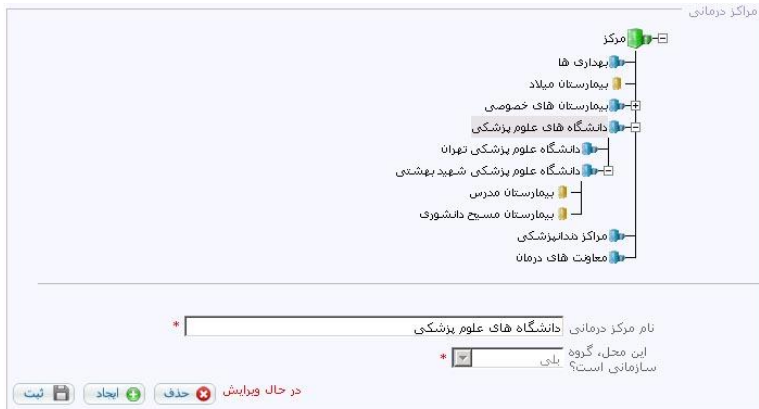 مراکز درمانی
مرکز
بهداری ها
بیمارستان میلاد
بیمارستان های خصوصی
دانشگاه های علوم پزشکی
دانشگاه علوم پزشکی تهران
دانشگاه علوم پزشکی شهید بهشتی
بیمارستان مدرس
بیمارستان مسیح دانشوری
مراکز دندانپزشکی
معاونت های درمان
نام مرکز درمانی دانشگاه های علوم پزشکی *
این محل، گروه سازمانی است؟ بلی *
در حال ویرایش حذف ایجاد ثبت